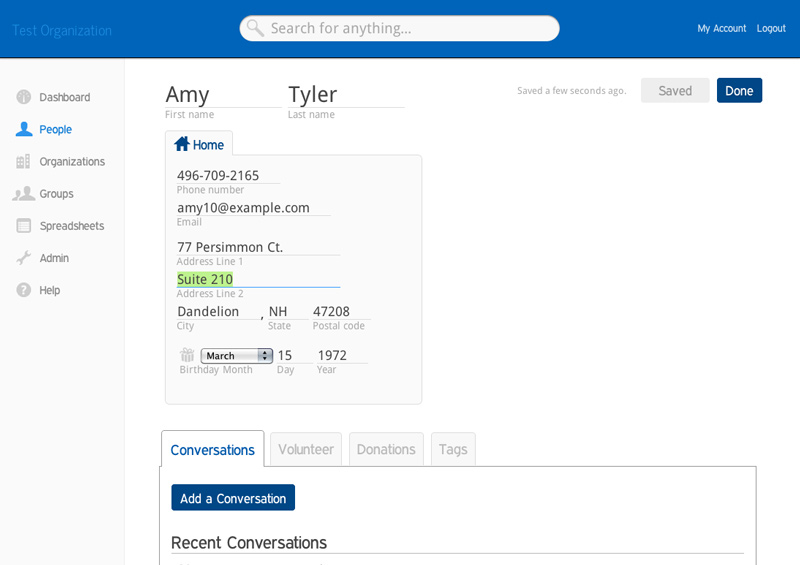 Test Organization
Search for anything...
My Account Logout
Dashboard
People
Organizations
Groups
Spreadsheets
Admin
Help
Amy Tyler
First name Last name
Saved a few seconds ago. Saved Done
Home
496-709-2165
Phone number
amy10@example.com
Email
77 Persimmon Ct.
Address Line 1
Suite 210
Address Line 2
Dandelion , NH 47208
City State Postal code
March 15 1972
Birthday Month Day Year
Conversations Volunteer Donations Tags
Add a Conversation
Recent Conversations